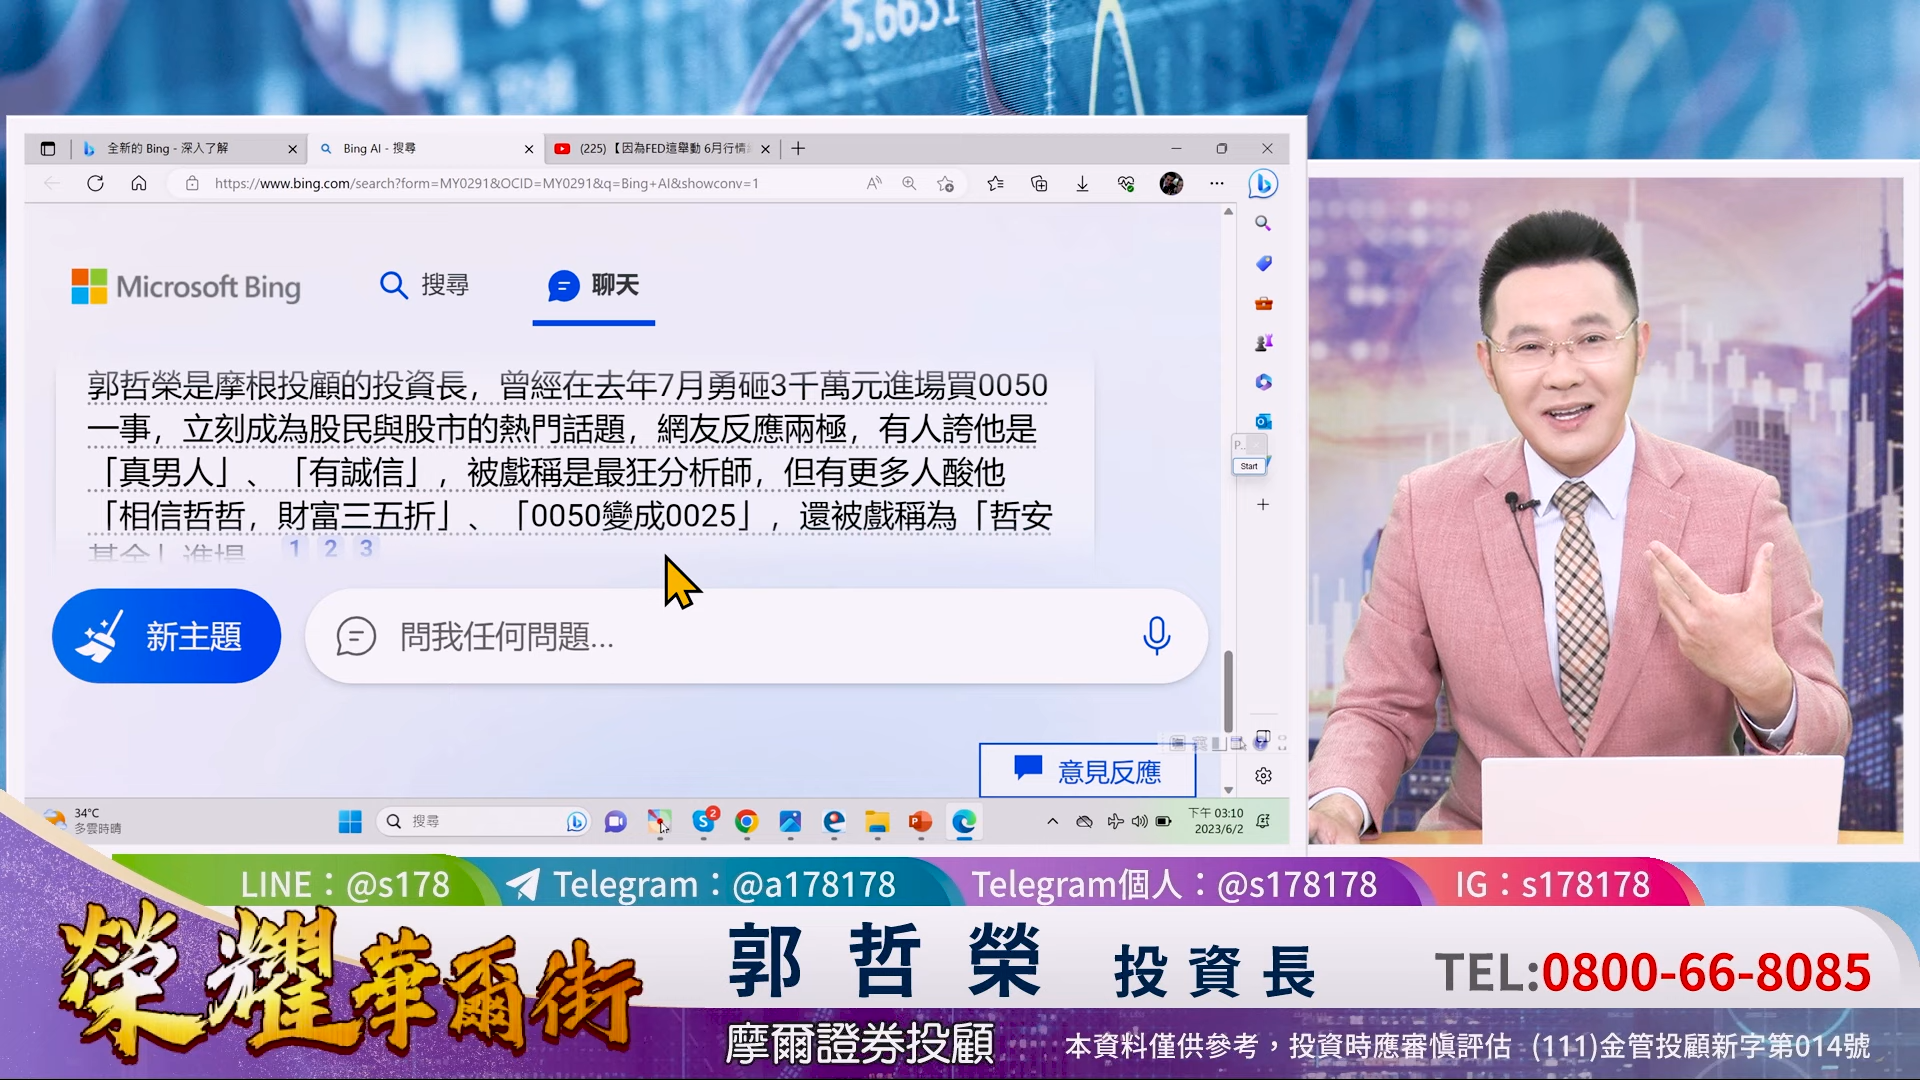 5.6631
全新的 Bing - 深入了解
Bing AI - 搜尋
(225)【因為FED這舉動 6月行情
https://www.bing.com/search?form=MY0291&OCID=MY0291&q=Bing+AI&showconv=1
Microsoft Bing
搜尋
聊天
郭哲榮是摩根投顧的投資長，曾經在去年7月勇砸3千萬元進場買0050
一事，立刻成為股民與股市的熱門話題，網友反應兩極，有人誇他是
「真男人」、「有誠信」，被戲稱是最狂分析師，但有更多人酸他
「相信哲哲，財富三五折」、「0050變成0025」，還被戲稱為「哲安
基金」進場 1 2 3
新主題
問我任何問題...
意見反應
P...
Start
34°C
多雲時晴
搜尋
2
下午 03:10
2023/6/2
LINE：@s178
Telegram：@a178178
Telegram個人：@s178178
IG：s178178
榮耀華爾街
郭哲榮 投資長
TEL:0800-66-8085
摩爾證券投顧
本資料僅供參考，投資時應審慎評估 (111)金管投顧新字第014號